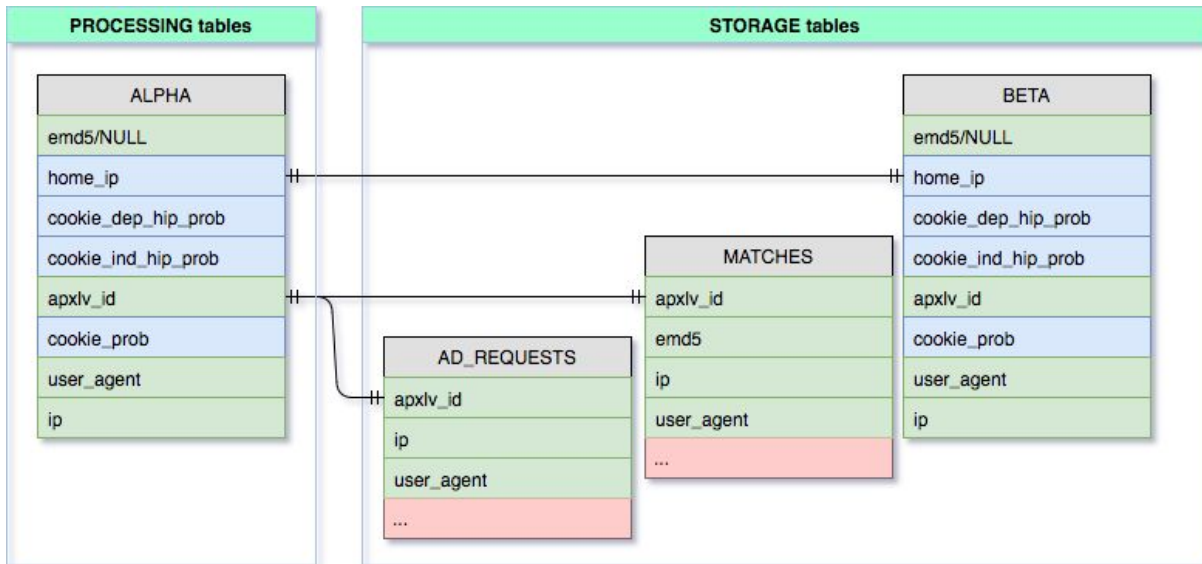 PROCESSING tables
STORAGE tables
ALPHA
emd5/NULL
home_ip
cookie_dep_hip_prob
cookie_ind_hip_prob
apxlv_id
cookie_prob
user_agent
ip
AD_REQUESTS
apxlv_id
ip
user_agent
...
MATCHES
apxlv_id
emd5
ip
user_agent
...
BETA
emd5/NULL
home_ip
cookie_dep_hip_prob
cookie_ind_hip_prob
apxlv_id
cookie_prob
user_agent
ip